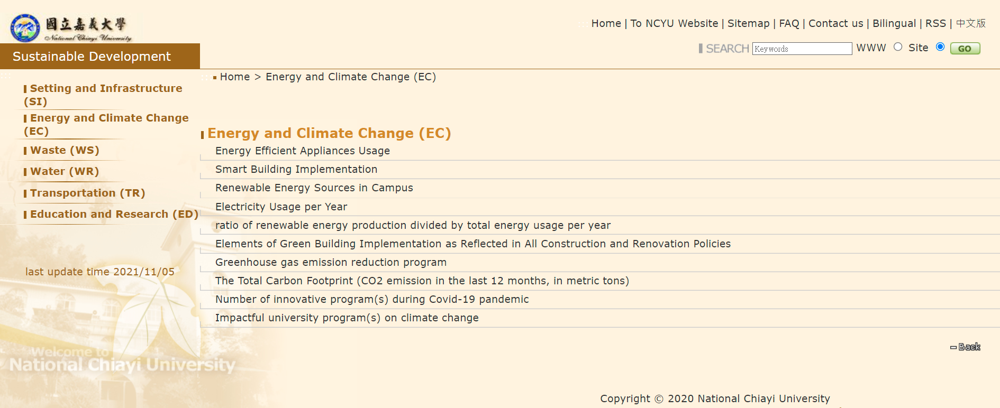 國立嘉義大學
National Chiayi University
Home | To NCYU Website | Sitemap | FAQ | Contact us | Bilingual | RSS | 中文版
SEARCH Keywords WWW Site GO
Sustainable Development
Setting and Infrastructure
(SI)
Energy and Climate Change
(EC)
Waste (WS)
Water (WR)
Transportation (TR)
Education and Research (ED)
last update time 2021/11/05
Welcome to
National Chiayi University
Home > Energy and Climate Change (EC)
Energy and Climate Change (EC)
Energy Efficient Appliances Usage
Smart Building Implementation
Renewable Energy Sources in Campus
Electricity Usage per Year
ratio of renewable energy production divided by total energy usage per year
Elements of Green Building Implementation as Reflected in All Construction and Renovation Policies
Greenhouse gas emission reduction program
The Total Carbon Footprint (CO2 emission in the last 12 months, in metric tons)
Number of innovative program(s) during Covid-19 pandemic
Impactful university program(s) on climate change
Back
Copyright © 2020 National Chiayi University